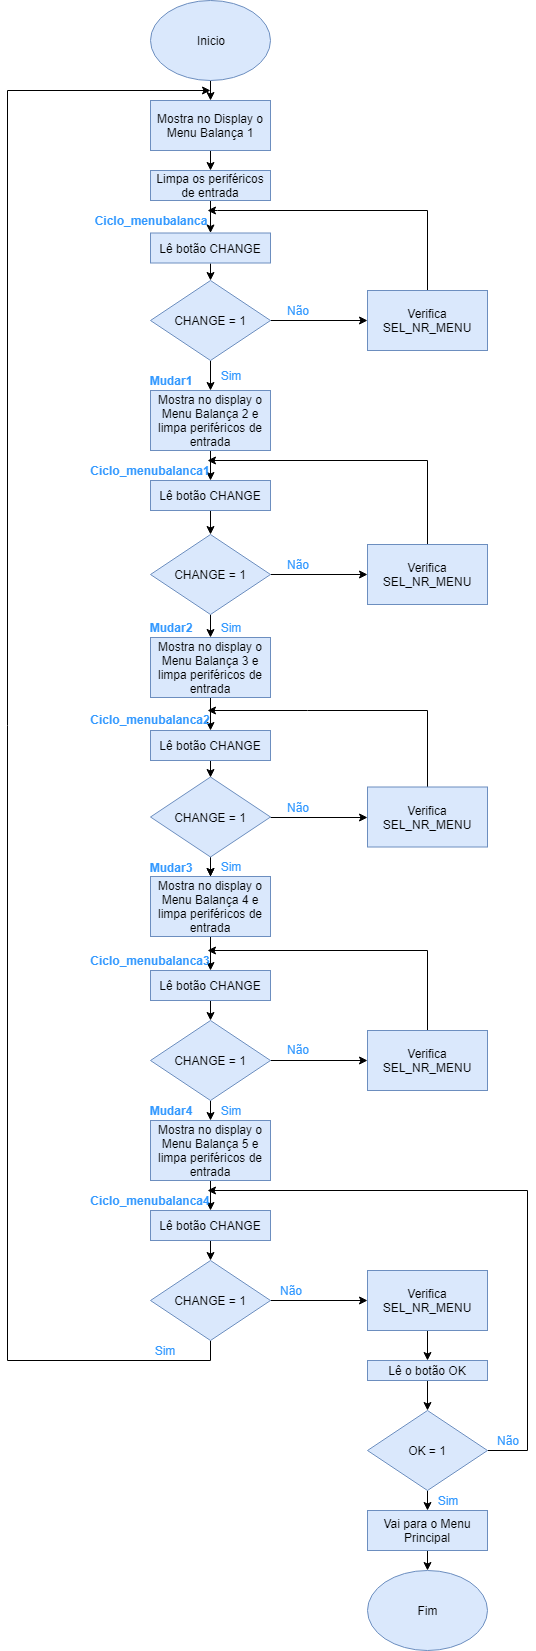 Inicio
Mostra no Display o
Menu Balança 1
Limpa os periféricos
de entrada
Ciclo_menubalanca
Lê botão CHANGE
CHANGE = 1
Não
Verifica
SEL_NR_MENU
Sim
Mudar1
Mostra no display o
Menu Balança 2 e
limpa periféricos de
entrada
Ciclo_menubalanca1
Lê botão CHANGE
CHANGE = 1
Não
Verifica
SEL_NR_MENU
Mudar2
Sim
Mostra no display o
Menu Balança 3 e
limpa periféricos de
entrada
Ciclo_menubalanca2
Lê botão CHANGE
CHANGE = 1
Não
Verifica
SEL_NR_MENU
Mudar3
Sim
Mostra no display o
Menu Balança 4 e
limpa periféricos de
entrada
Ciclo_menubalanca3
Lê botão CHANGE
CHANGE = 1
Não
Verifica
SEL_NR_MENU
Mudar4
Sim
Mostra no display o
Menu Balança 5 e
limpa periféricos de
entrada
Ciclo_menubalanca4
Lê botão CHANGE
CHANGE = 1
Não
Verifica
SEL_NR_MENU
Sim
Lê o botão OK
OK = 1
Não
Sim
Vai para o Menu
Principal
Fim